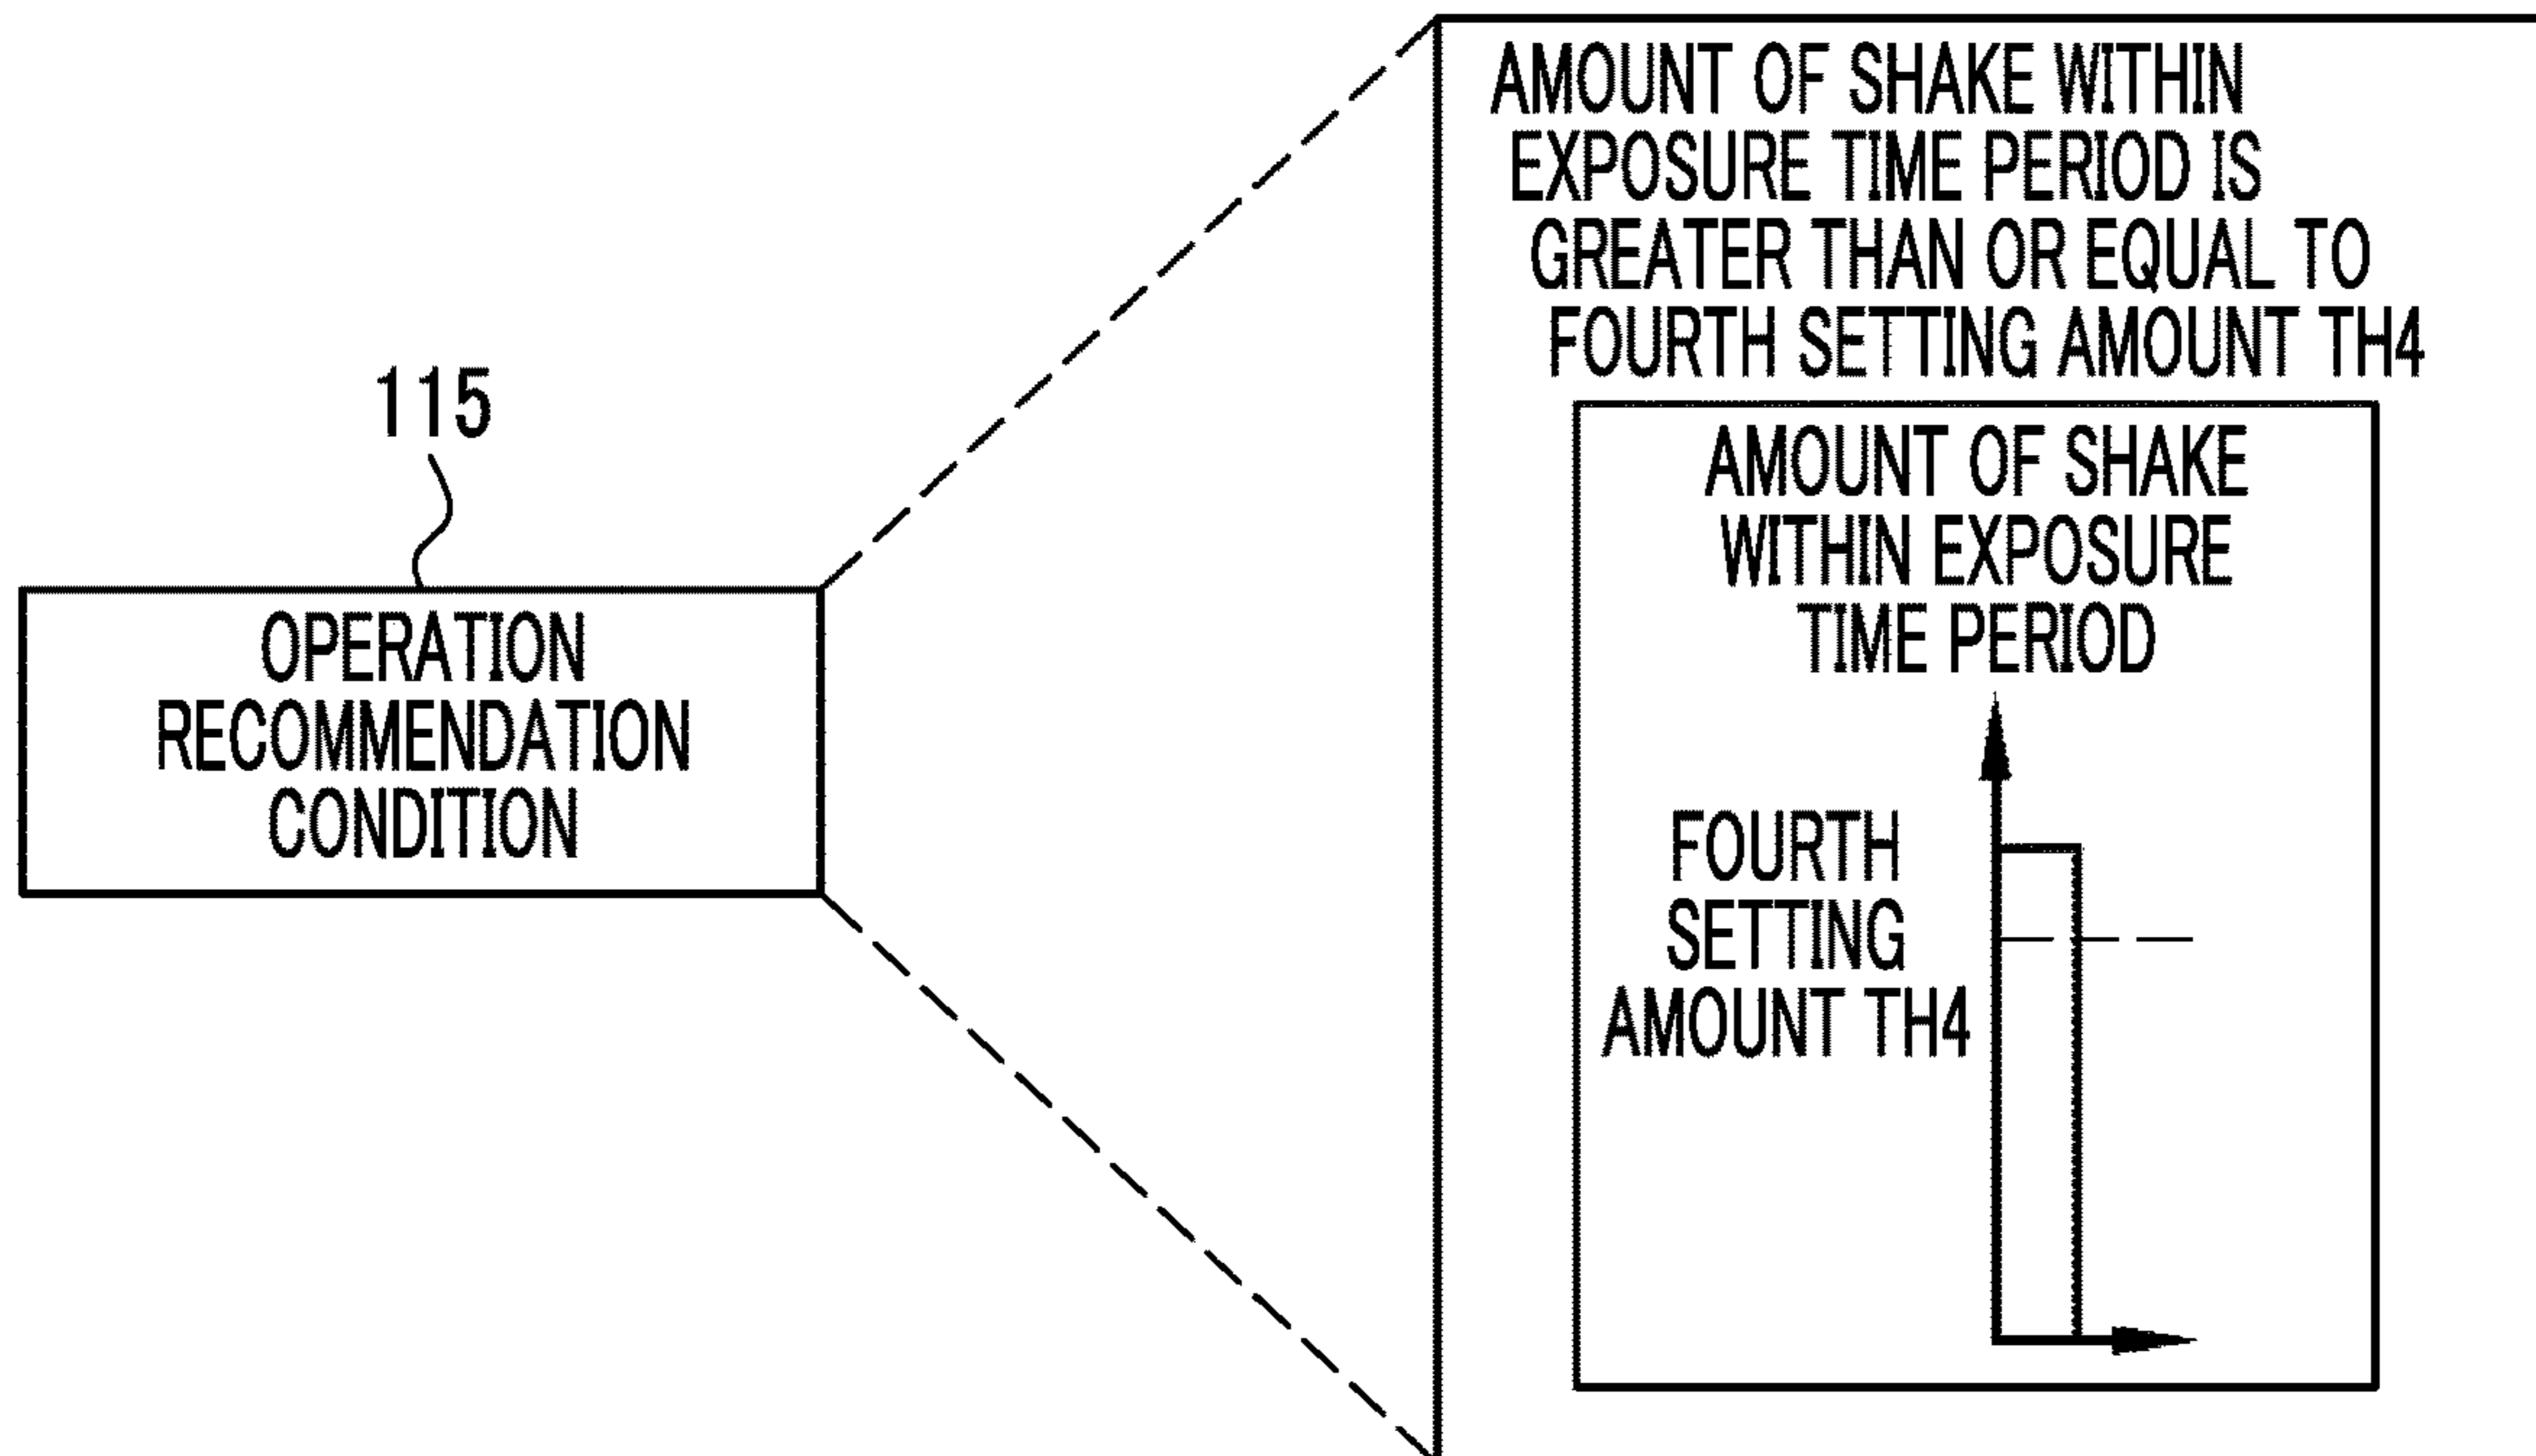 115
OPERATION
RECOMMENDATION
CONDITION
AMOUNT OF SHAKE WITHIN
EXPOSURE TIME PERIOD IS
GREATER THAN OR EQUAL TO
FOURTH SETTING AMOUNT TH4
AMOUNT OF SHAKE
WITHIN EXPOSURE
TIME PERIOD
FOURTH
SETTING
AMOUNT TH4